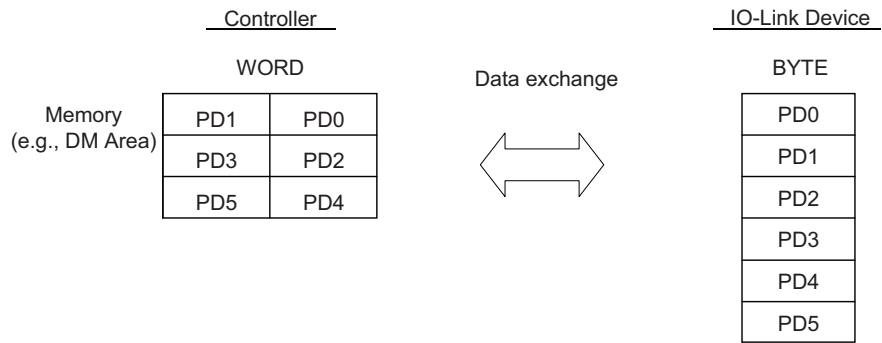 Controller
IO-Link Device
WORD
Data exchange
BYTE
Memory
(e.g., DM Area)
PD1 PD0
PD3 PD2
PD5 PD4
PD0
PD1
PD2
PD3
PD4
PD5